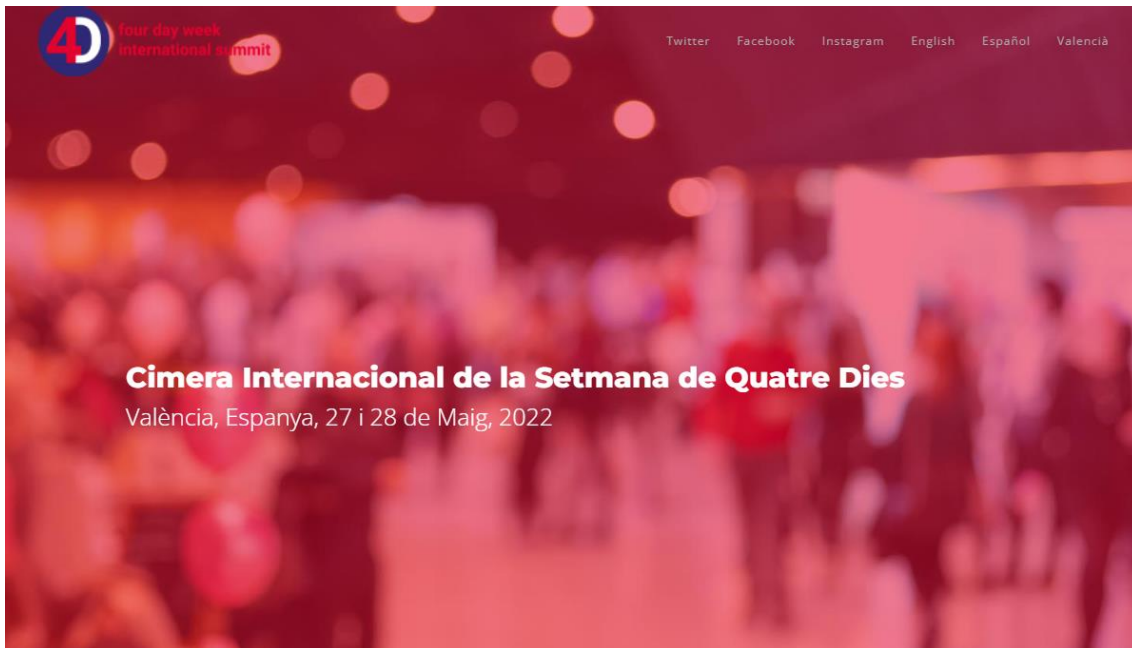 4D
four day week
international summit
Twitter Facebook Instagram English Español Valencià
Cimera Internacional de la Setmana de Quatre Dies
València, Espanya, 27 i 28 de Maig, 2022